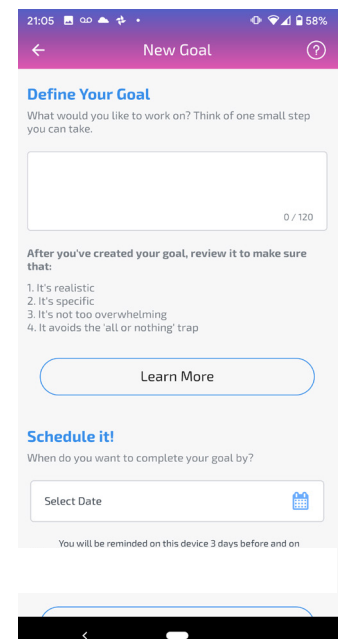 21:05
58%
New Goal
Define Your Goal
What would you like to work on? Think of one small step
you can take.
0 / 120
After you've created your goal, review it to make sure
that:
1. It's realistic
2. It's specific
3. It's not too overwhelming
4. It avoids the 'all or nothing' trap
Learn More
Schedule it!
When do you want to complete your goal by?
Select Date
You will be reminded on this device 3 days before and on